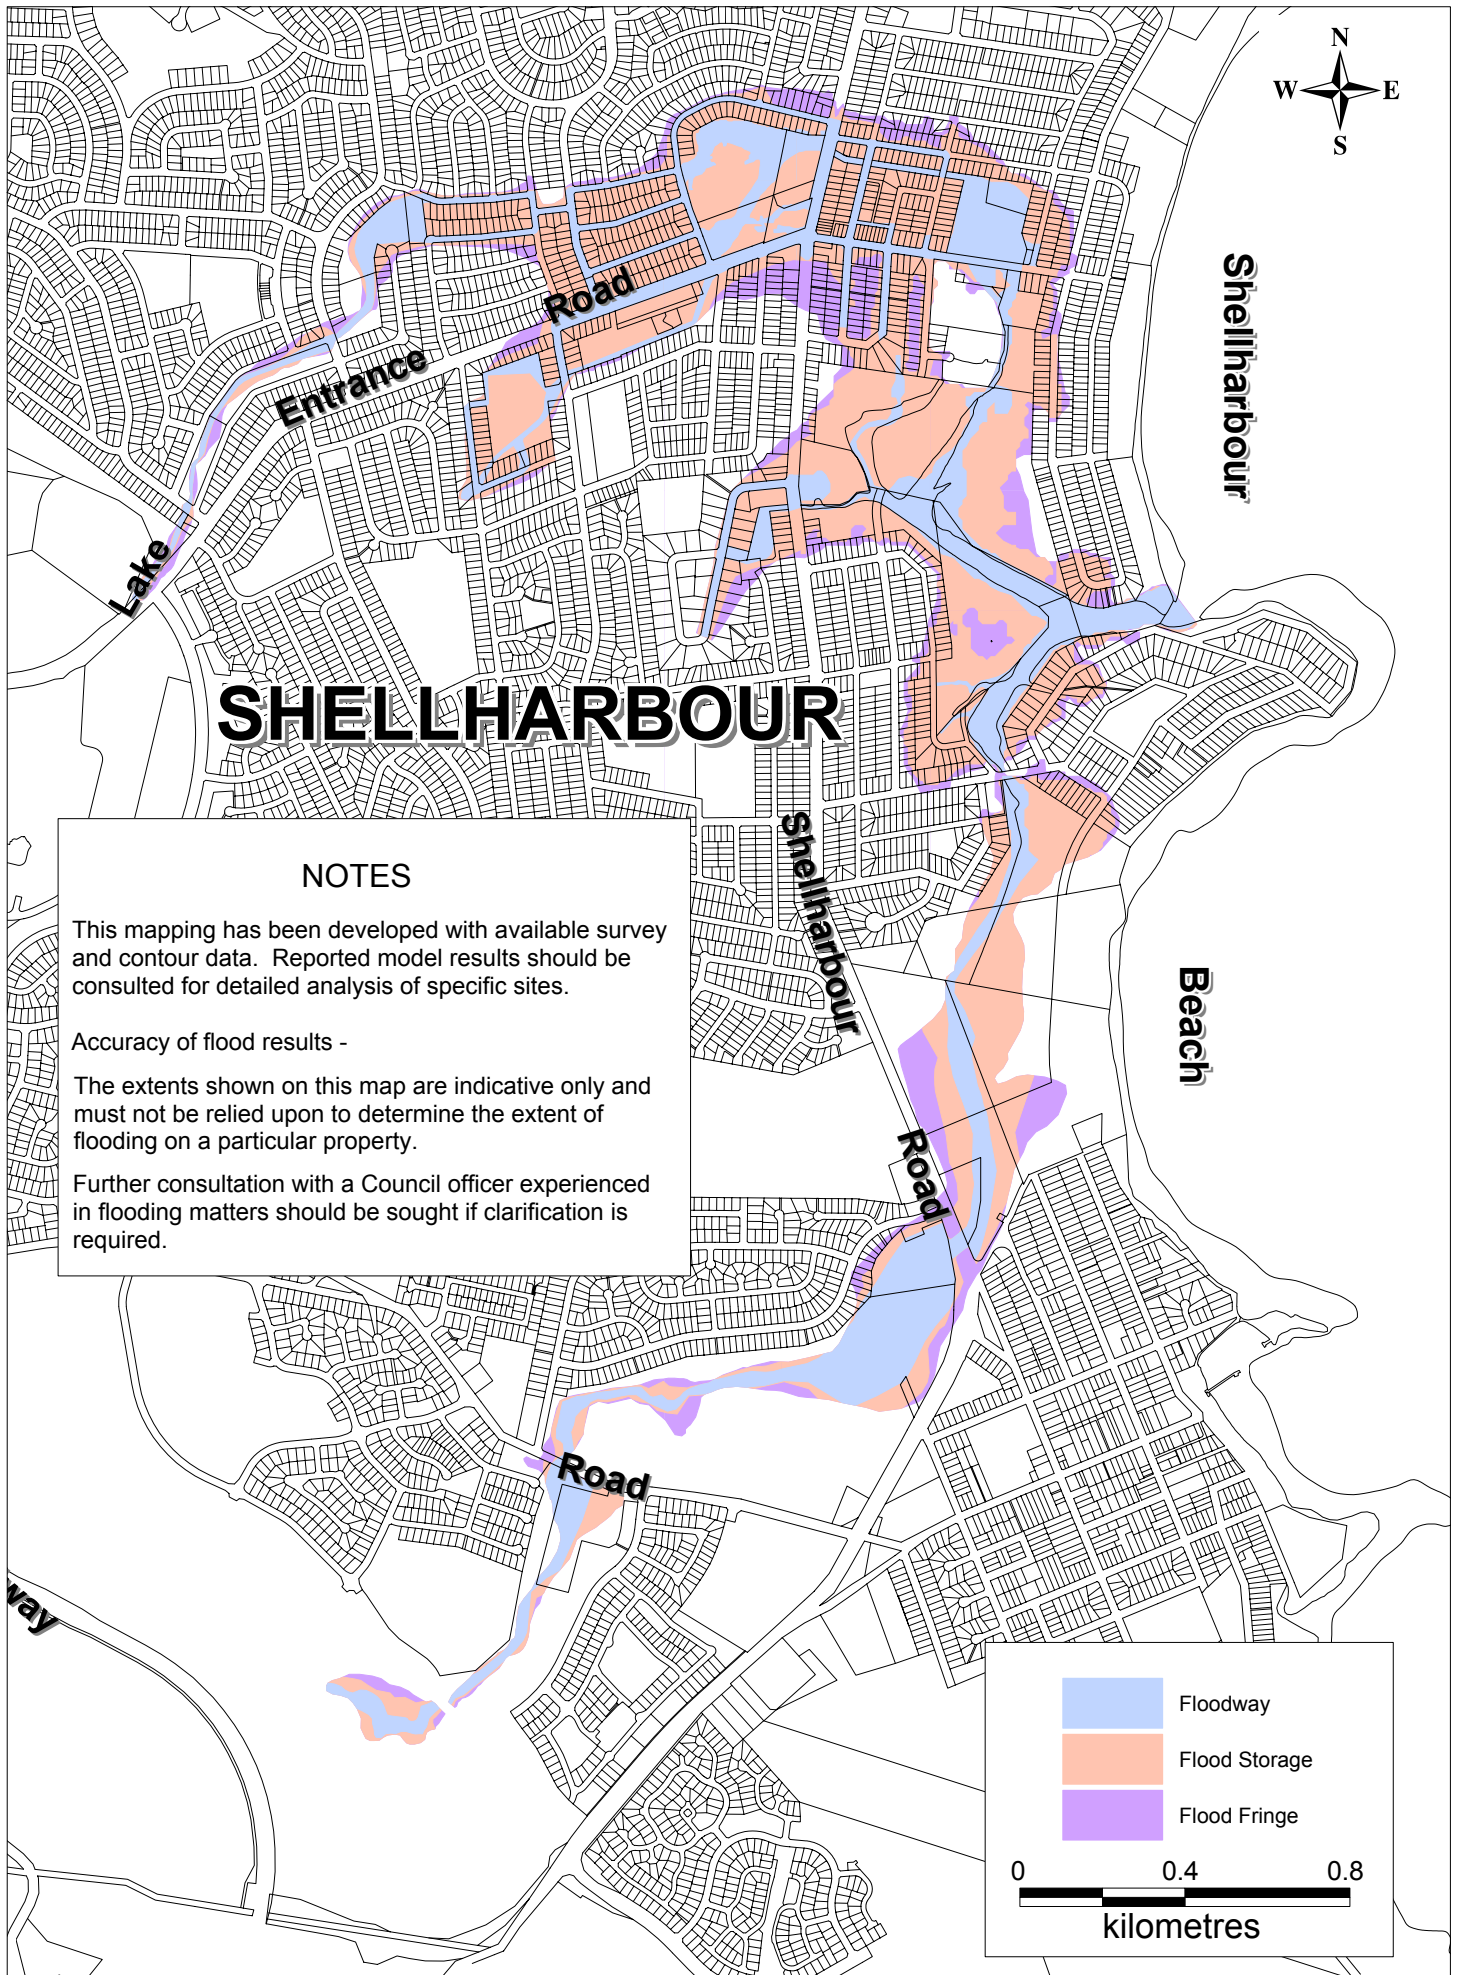 N
W E
S
Shellharbour
Road
Entrance
Lake
SHELLHARBOUR
Shellharbour
Beach
Road
NOTES
This mapping has been developed with available survey
and contour data. Reported model results should be
consulted for detailed analysis of specific sites.
Accuracy of flood results -
The extents shown on this map are indicative only and
must not be relied upon to determine the extent of
flooding on a particular property.
Further consultation with a Council officer experienced
in flooding matters should be sought if clarification is
required.
Road
way
Floodway
Flood Storage
Flood Fringe
0 0.4 0.8
kilometres